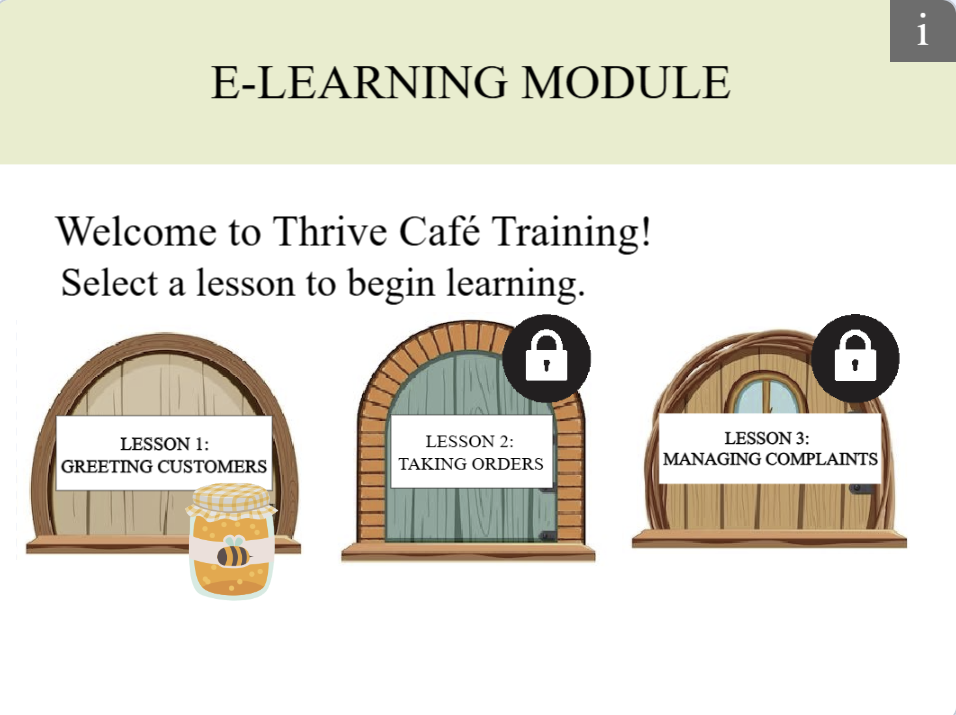 i
E-LEARNING MODULE
Welcome to Thrive Café Training!
Select a lesson to begin learning.
LESSON 1:
GREETING CUSTOMERS
LESSON 2:
TAKING ORDERS
LESSON 3:
MANAGING COMPLAINTS